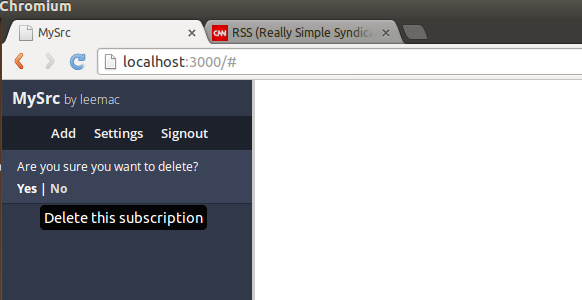 Chromium
MySrc
CNN RSS (Really Simple Syndica
localhost:3000/#
MySrc by leemac
Add Settings Signout
Are you sure you want to delete?
Yes | No
Delete this subscription